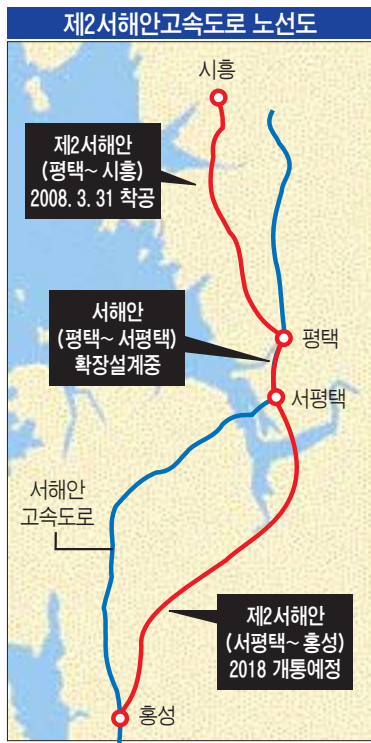 제2서해안고속도로 노선도
시흥
제2서해안
(평택~ 시흥)
2008. 3. 31 착공
서해안
(평택~ 서평택)
확장설계중
평택
서평택
서해안
고속도로
제2서해안
(서평택~ 홍성)
2018 개통예정
홍성